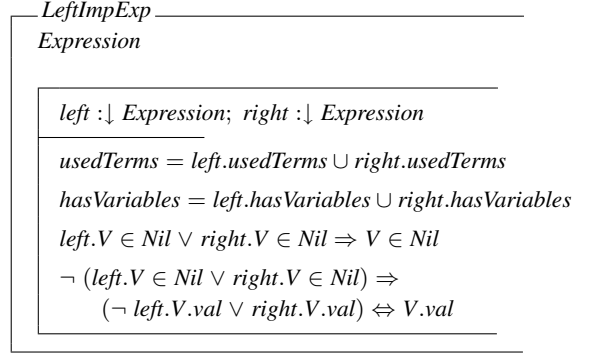 LeftImpExp
Expression
left :↓ Expression; right :↓ Expression
usedTerms = left.usedTerms ∪ right.usedTerms
hasVariables = left.hasVariables ∪ right.hasVariables
left.V ∈ Nil ∨ right.V ∈ Nil ⇒ V ∈ Nil
¬ (left.V ∈ Nil ∨ right.V ∈ Nil) ⇒
(¬ left.V.val ∨ right.V.val) ⇔ V.val